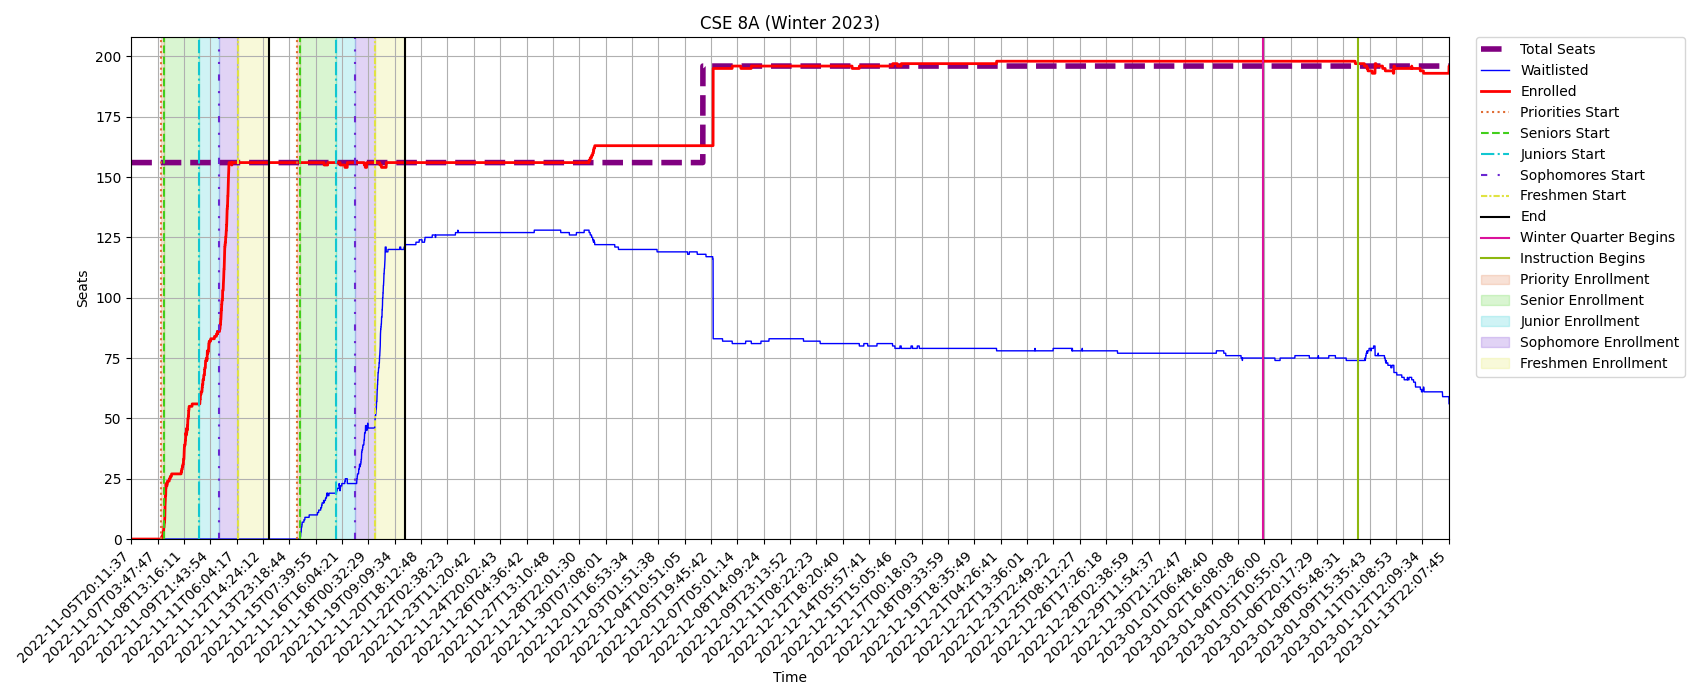 CSE 8A (Winter 2023)
200
175
150
125
100
75
50
25
0
Seats
2022-11-05T20:11:37
2022-11-07T03:47:47
2022-11-08T13:16:11
2022-11-09T21:43:54
2022-11-11T06:04:17
2022-11-12T14:24:12
2022-11-13T23:18:44
2022-11-15T07:39:55
2022-11-16T16:04:21
2022-11-18T00:32:29
2022-11-19T09:09:34
2022-11-20T18:12:48
2022-11-22T02:38:23
2022-11-23T11:20:42
2022-11-24T20:02:43
2022-11-26T04:36:42
2022-11-27T13:10:48
2022-11-28T22:01:30
2022-11-30T07:08:01
2022-12-01T16:53:34
2022-12-03T01:51:38
2022-12-04T10:51:05
2022-12-05T19:45:42
2022-12-07T05:01:14
2022-12-08T14:09:24
2022-12-09T23:13:52
2022-12-11T08:22:23
2022-12-12T18:20:40
2022-12-14T05:57:41
2022-12-15T15:05:46
2022-12-17T00:18:03
2022-12-18T09:33:59
2022-12-19T18:35:49
2022-12-21T04:26:41
2022-12-22T13:36:01
2022-12-23T22:49:22
2022-12-25T08:12:27
2022-12-26T17:26:18
2022-12-28T02:38:59
2022-12-29T11:54:37
2022-12-30T21:22:47
2023-01-01T06:48:40
2023-01-02T16:08:08
2023-01-04T01:26:00
2023-01-05T10:55:02
2023-01-06T20:17:29
2023-01-08T05:48:31
2023-01-09T15:35:43
2023-01-11T01:08:53
2023-01-12T12:09:34
2023-01-13T22:07:45
Time
Total Seats
Waitlisted
Enrolled
Priorities Start
Seniors Start
Juniors Start
Sophomores Start
Freshmen Start
End
Winter Quarter Begins
Instruction Begins
Priority Enrollment
Senior Enrollment
Junior Enrollment
Sophomore Enrollment
Freshmen Enrollment